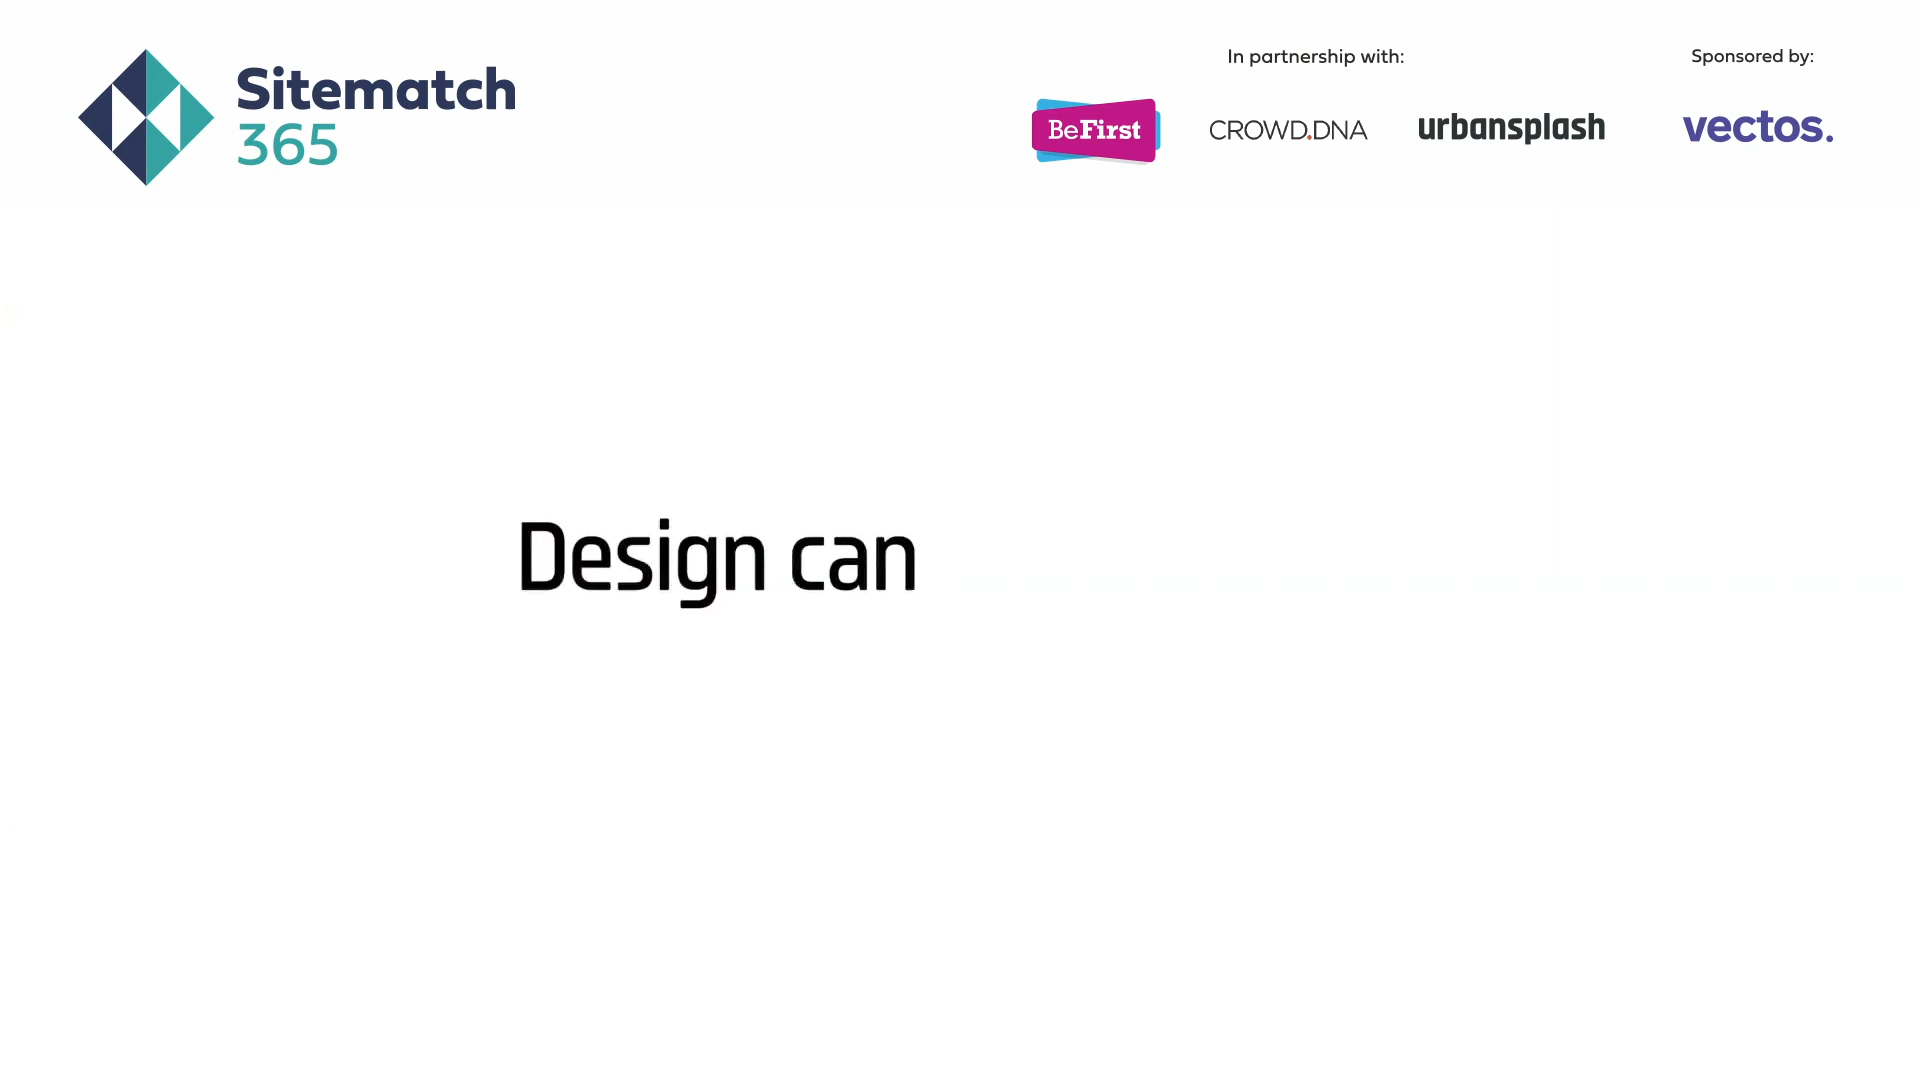 Sitematch
365
In partnership with:
BeFirst
CROWD.DNA
urbansplash
Sponsored by:
vectos.
Design can